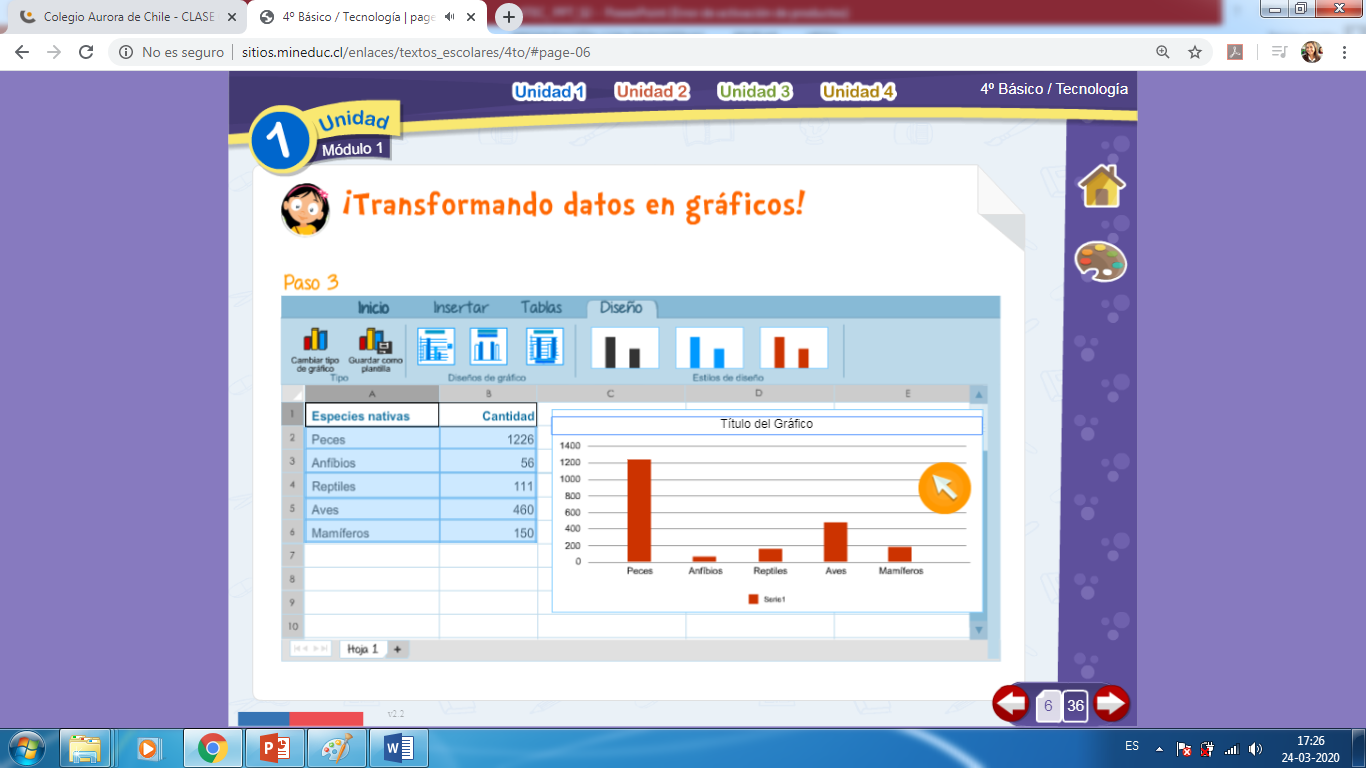 Colegio Aurora de Chile - CLASE
4º Básico / Tecnología | page
No es seguro
sitios.mineduc.cl/enlaces/textos_escolares/4to/#page-06
Unidad 1 Unidad 2 Unidad 3 Unidad 4
4º Básico / Tecnología
1 Unidad
Módulo 1
¡Transformando datos en gráficos!
Paso 3
Inicio Insertar Tablas Diseño
Cambiar tipo de gráfico
Guardar como plantilla
Tipo Diseños de gráfico Estilos de diseño
A B C D E
1 Especies nativas Cantidad
2 Peces 1226
3 Anfíbios 56
4 Reptiles 111
5 Aves 460
6 Mamíferos 150
7
8
9
10
Título del Gráfico
1400
1200
1000
800
600
400
200
0
Peces Anfíbios Reptiles Aves Mamíferos
Serie1
Hoja 1 +
6 36
v2.2
ES
17:26
24-03-2020